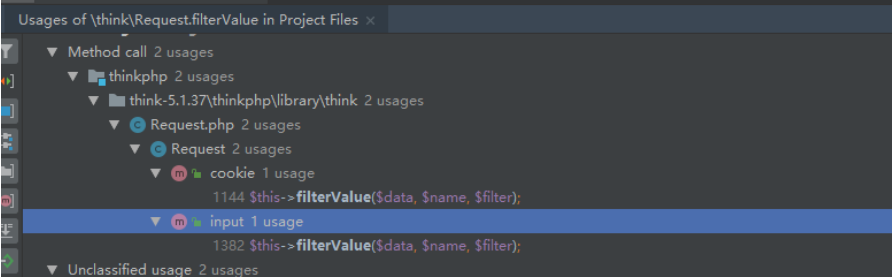 Usages of \think\Request.filterValue in Project Files ×
Method call 2 usages
thinkphp 2 usages
think-5.1.37\thinkphp\library\think 2 usages
Request.php 2 usages
Request 2 usages
cookie 1 usage
1144 $this->filterValue($data, $name, $filter);
input 1 usage
1382 $this->filterValue($data, $name, $filter);
Unclassified usage 2 usages